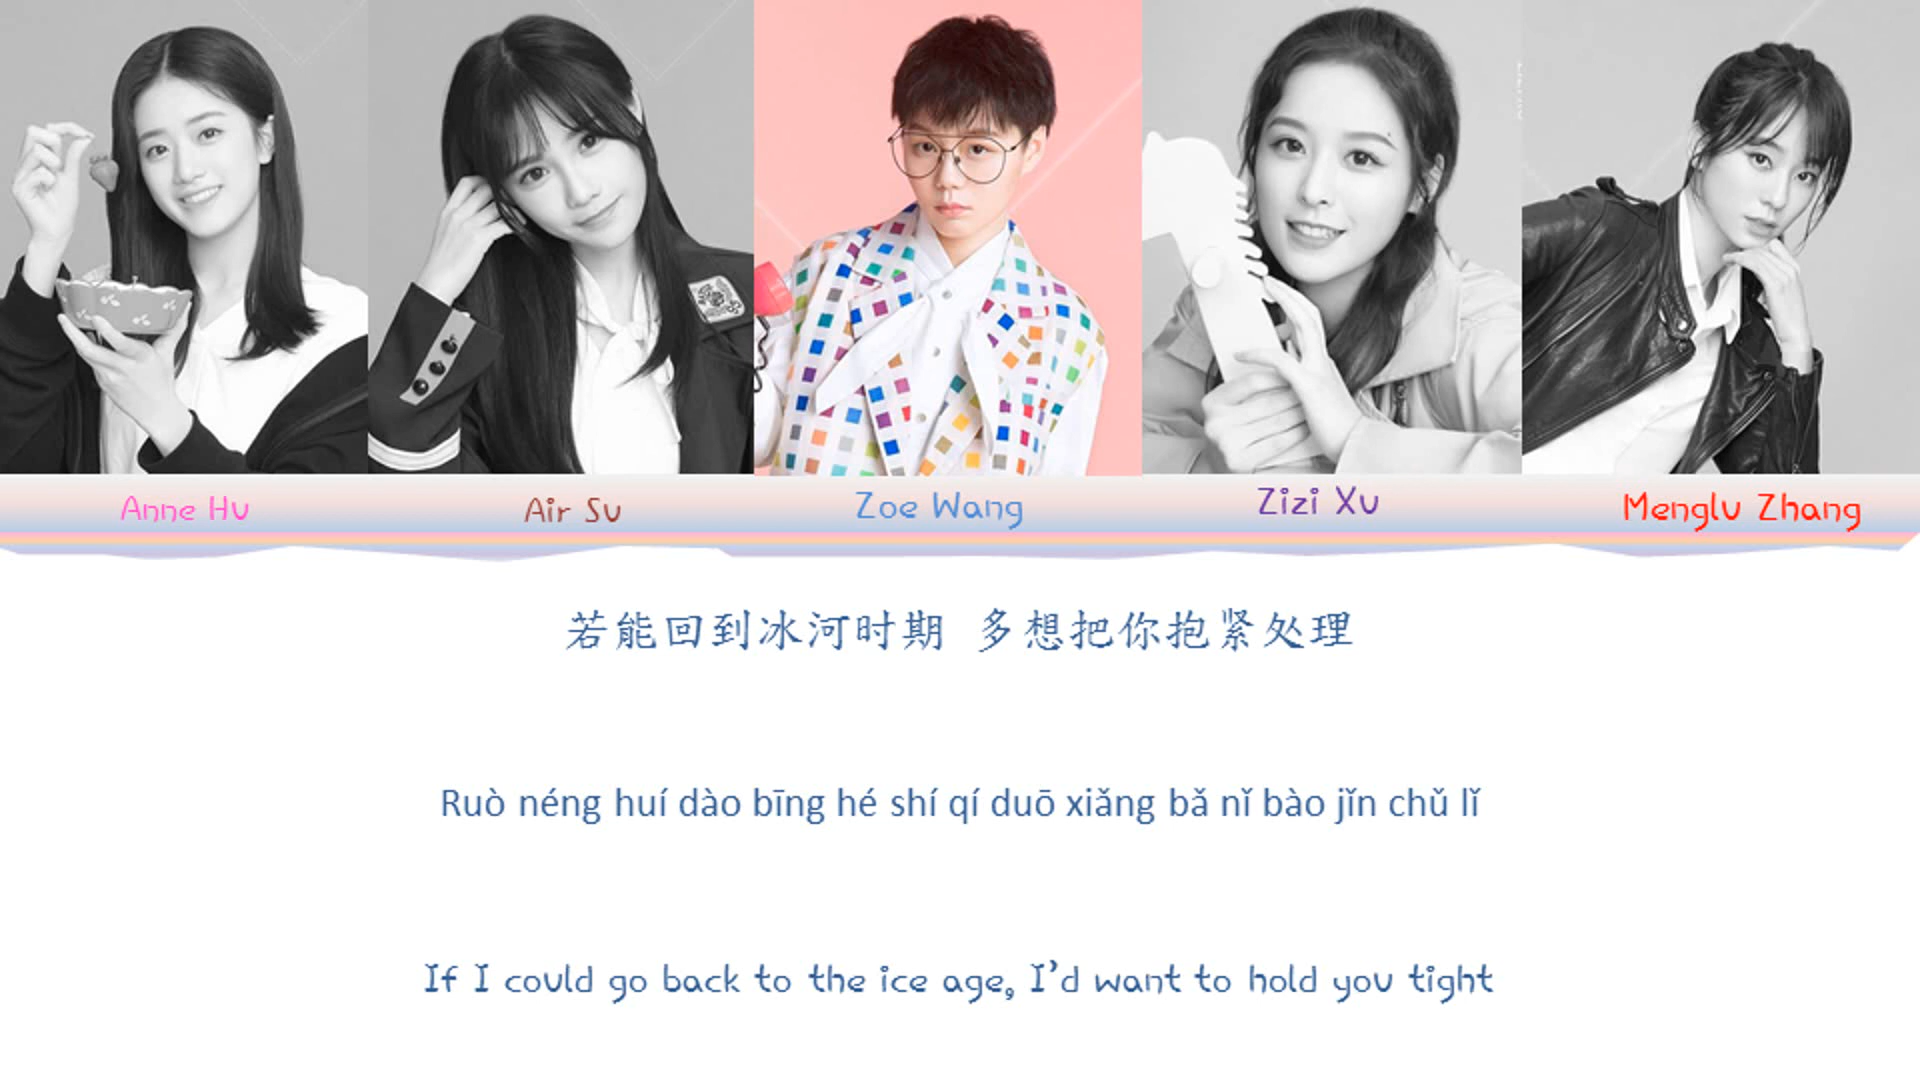 Anne Hu Air Su Zoe Wang Zizi Xu Menglu Zhang
若能回到冰河时期 多想把你抱紧处理
Ruò néng huí dào bīng hé shí qí duō xiǎng bǎ nǐ bào jǐn chǔ lǐ
If I could go back to the ice age, I'd want to hold you tight